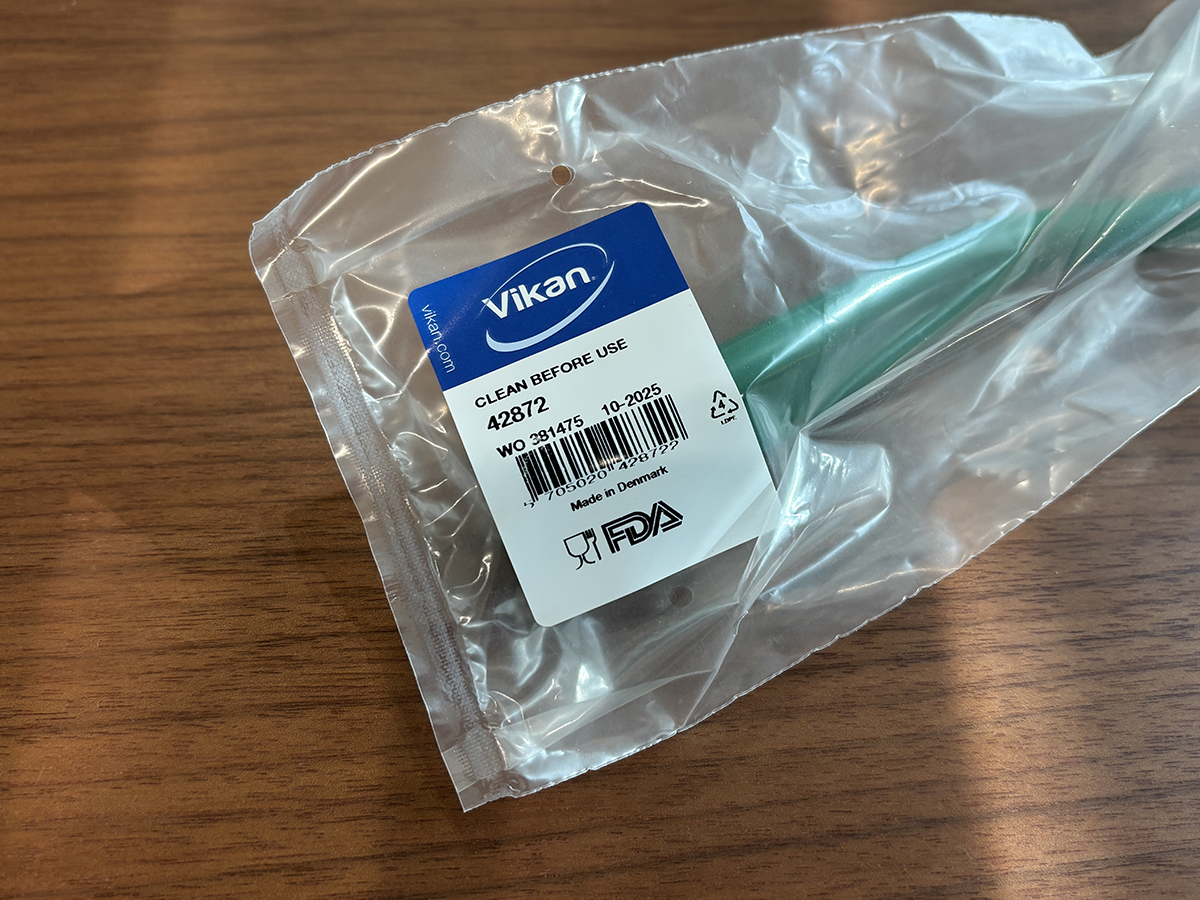 Vikan
vikan.com
CLEAN BEFORE USE
42872
WO 381475 10-2025
5 705020 428722
Made in Denmark
FDA
4
LDPE